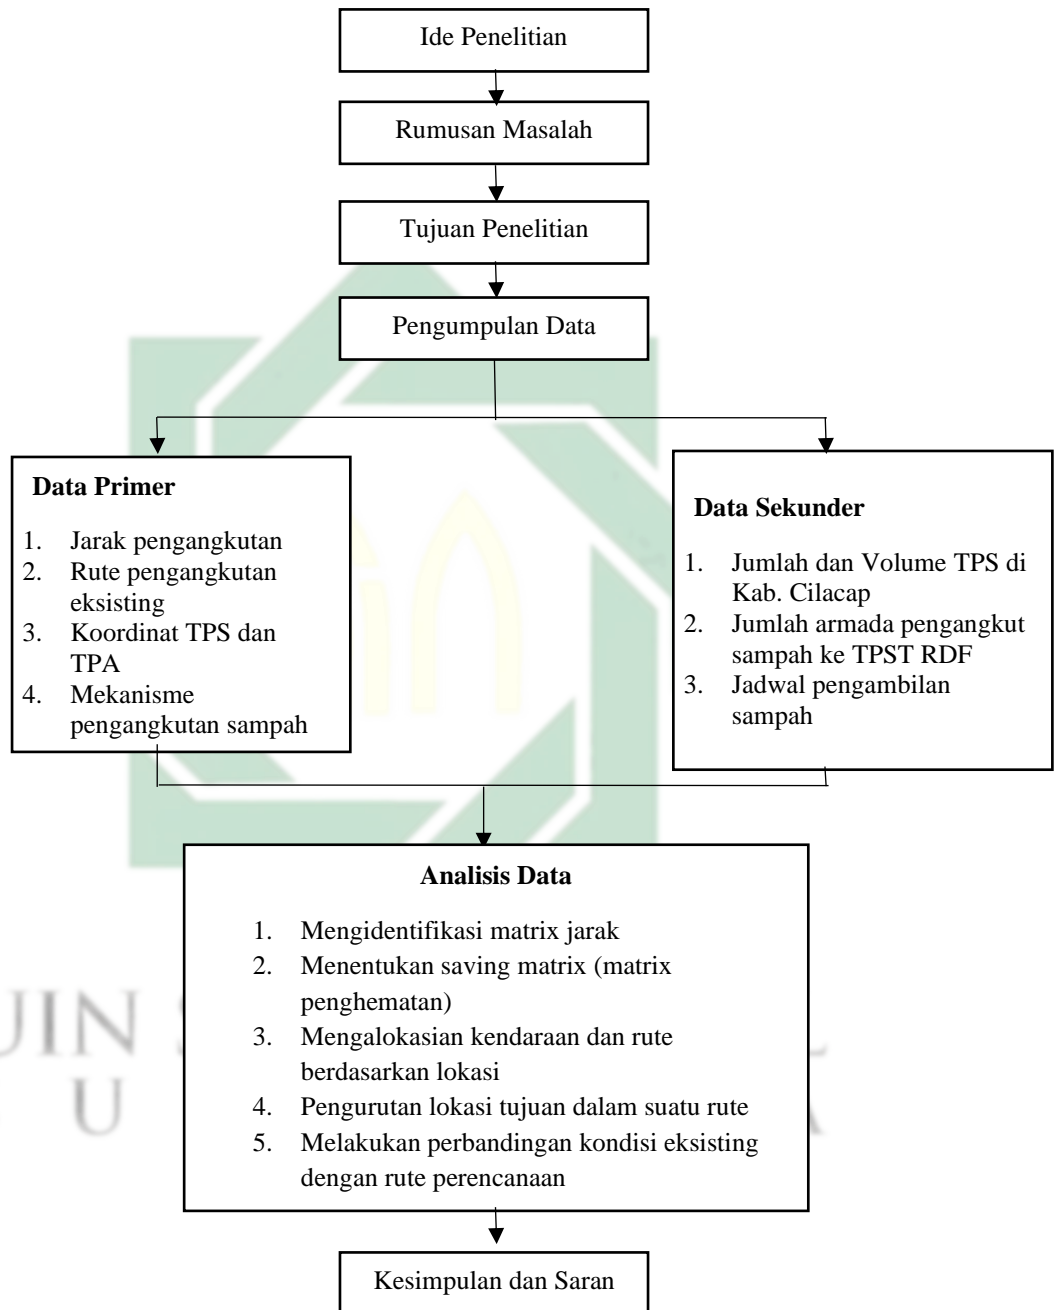 Ide Penelitian
Rumusan Masalah
Tujuan Penelitian
Pengumpulan Data
Data Primer
1. Jarak pengangkutan
2. Rute pengangkutan
eksisting
3. Koordinat TPS dan
TPA
4. Mekanisme
pengangkutan sampah
Data Sekunder
1. Jumlah dan Volume TPS di
Kab. Cilacap
2. Jumlah armada pengangkut
sampah ke TPST RDF
3. Jadwal pengambilan
sampah
Analisis Data
1. Mengidentifikasi matrix jarak
2. Menentukan saving matrix (matrix
penghematan)
3. Mengalokasian kendaraan dan rute
berdasarkan lokasi
4. Pengurutan lokasi tujuan dalam suatu rute
5. Melakukan perbandingan kondisi eksisting
dengan rute perencanaan
Kesimpulan dan Saran
UIN